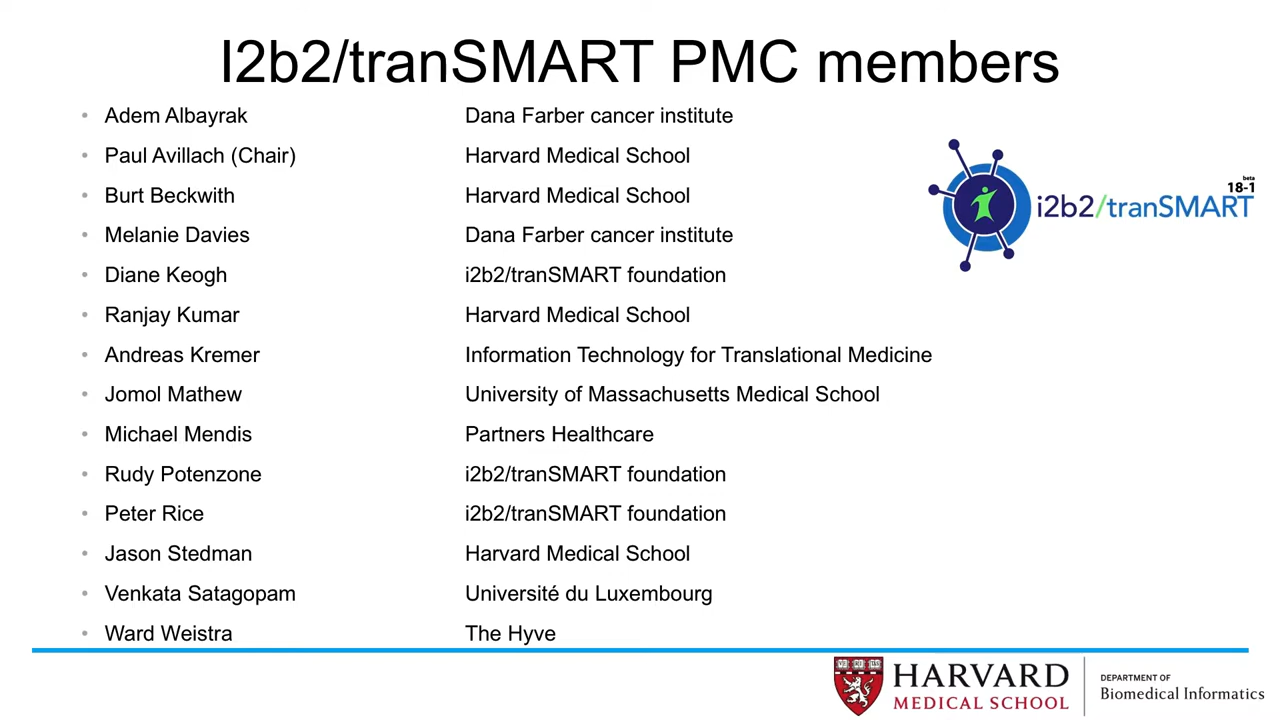 I2b2/tranSMART PMC members
• Adem Albayrak Dana Farber cancer institute
• Paul Avillach (Chair) Harvard Medical School
• Burt Beckwith Harvard Medical School
• Melanie Davies Dana Farber cancer institute
• Diane Keogh i2b2/tranSMART foundation
• Ranjay Kumar Harvard Medical School
• Andreas Kremer Information Technology for Translational Medicine
• Jomol Mathew University of Massachusetts Medical School
• Michael Mendis Partners Healthcare
• Rudy Potenzone i2b2/tranSMART foundation
• Peter Rice i2b2/tranSMART foundation
• Jason Stedman Harvard Medical School
• Venkata Satagopam Université du Luxembourg
• Ward Weistra The Hyve
beta
18-1
i2b2/tranSMART
HARVARD
MEDICAL SCHOOL
DEPARTMENT OF
Biomedical Informatics